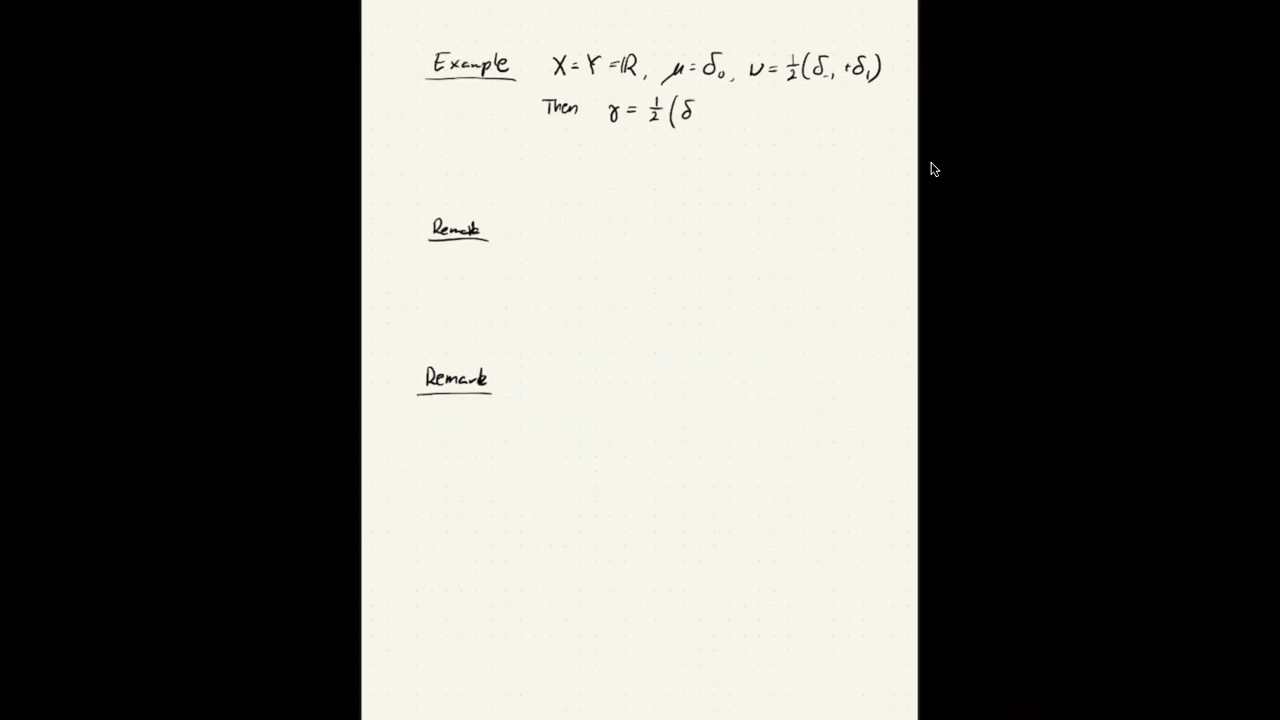 Example X = Y = ℝ, μ = δ₀, ν = ½(δ₋₁ + δ₁)
Then γ = ½(δ
Remark
Remark